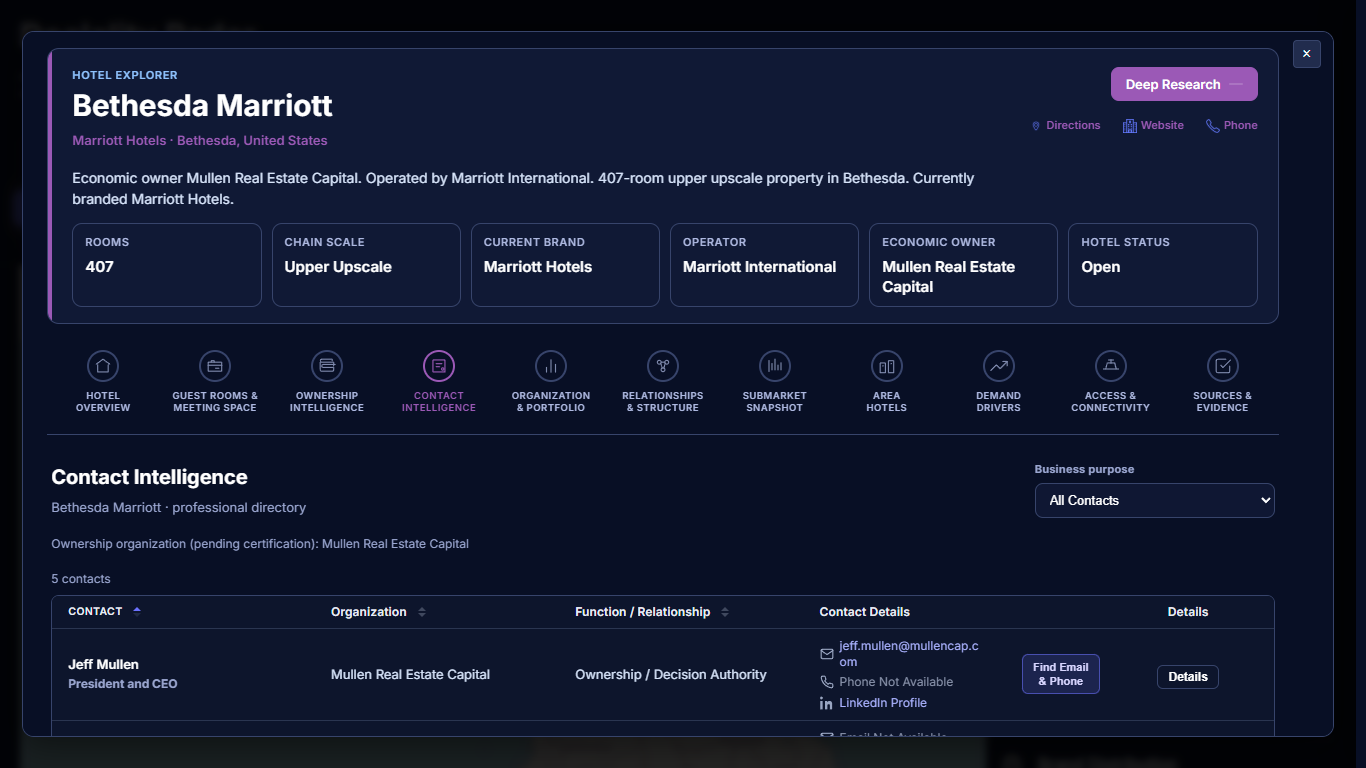 HOTEL EXPLORER
Bethesda Marriott
Marriott Hotels · Bethesda, United States
Deep Research
Directions
Website
Phone
×
Economic owner Mullen Real Estate Capital. Operated by Marriott International. 407-room upper upscale property in Bethesda. Currently
branded Marriott Hotels.
ROOMS
407
CHAIN SCALE
Upper Upscale
CURRENT BRAND
Marriott Hotels
OPERATOR
Marriott International
ECONOMIC OWNER
Mullen Real Estate
Capital
HOTEL STATUS
Open
HOTEL
OVERVIEW
GUEST ROOMS &
MEETING SPACE
OWNERSHIP
INTELLIGENCE
CONTACT
INTELLIGENCE
ORGANIZATION
& PORTFOLIO
RELATIONSHIPS
& STRUCTURE
SUBMARKET
SNAPSHOT
AREA
HOTELS
DEMAND
DRIVERS
ACCESS &
CONNECTIVITY
SOURCES &
EVIDENCE
Contact Intelligence
Bethesda Marriott · professional directory
Business purpose
All Contacts
Ownership organization (pending certification): Mullen Real Estate Capital
5 contacts
CONTACT
Organization
Function / Relationship
Contact Details
Details
Jeff Mullen
President and CEO
Mullen Real Estate Capital
Ownership / Decision Authority
jeff.mullen@mullencap.c
om
Phone Not Available
in LinkedIn Profile
Find Email
& Phone
Details
Email Not Available